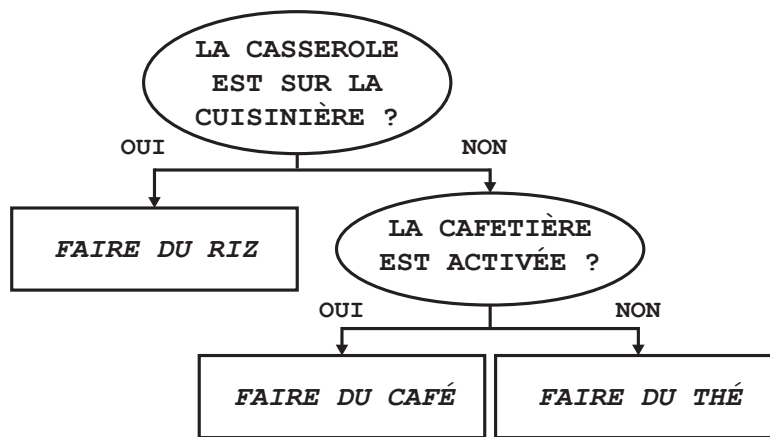 LA CASSEROLE
EST SUR LA
CUISINIÈRE ?
OUI
NON
FAIRE DU RIZ
LA CAFETIÈRE
EST ACTIVÉE ?
OUI
NON
FAIRE DU CAFÉ
FAIRE DU THÉ